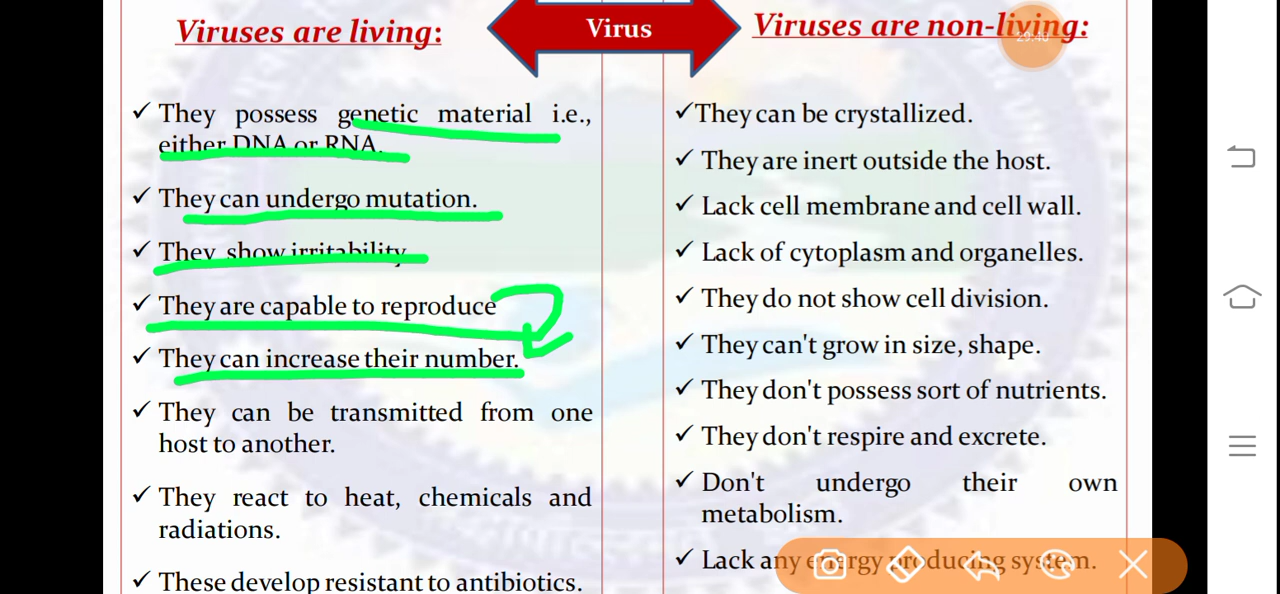 Viruses are living:
Virus
Viruses are non-living:
29:40
✓ They possess genetic material i.e.,
either DNA or RNA.
✓ They can undergo mutation.
✓ They show irritability
✓ They are capable to reproduce
✓ They can increase their number.
✓ They can be transmitted from one
host to another.
✓ They react to heat, chemicals and
radiations.
✓ These develop resistant to antibiotics.
✓ They can be crystallized.
✓ They are inert outside the host.
✓ Lack cell membrane and cell wall.
✓ Lack of cytoplasm and organelles.
✓ They do not show cell division.
✓ They can't grow in size, shape.
✓ They don't possess sort of nutrients.
✓ They don't respire and excrete.
✓ Don't undergo their own
metabolism.
✓ Lack any energy producing system.